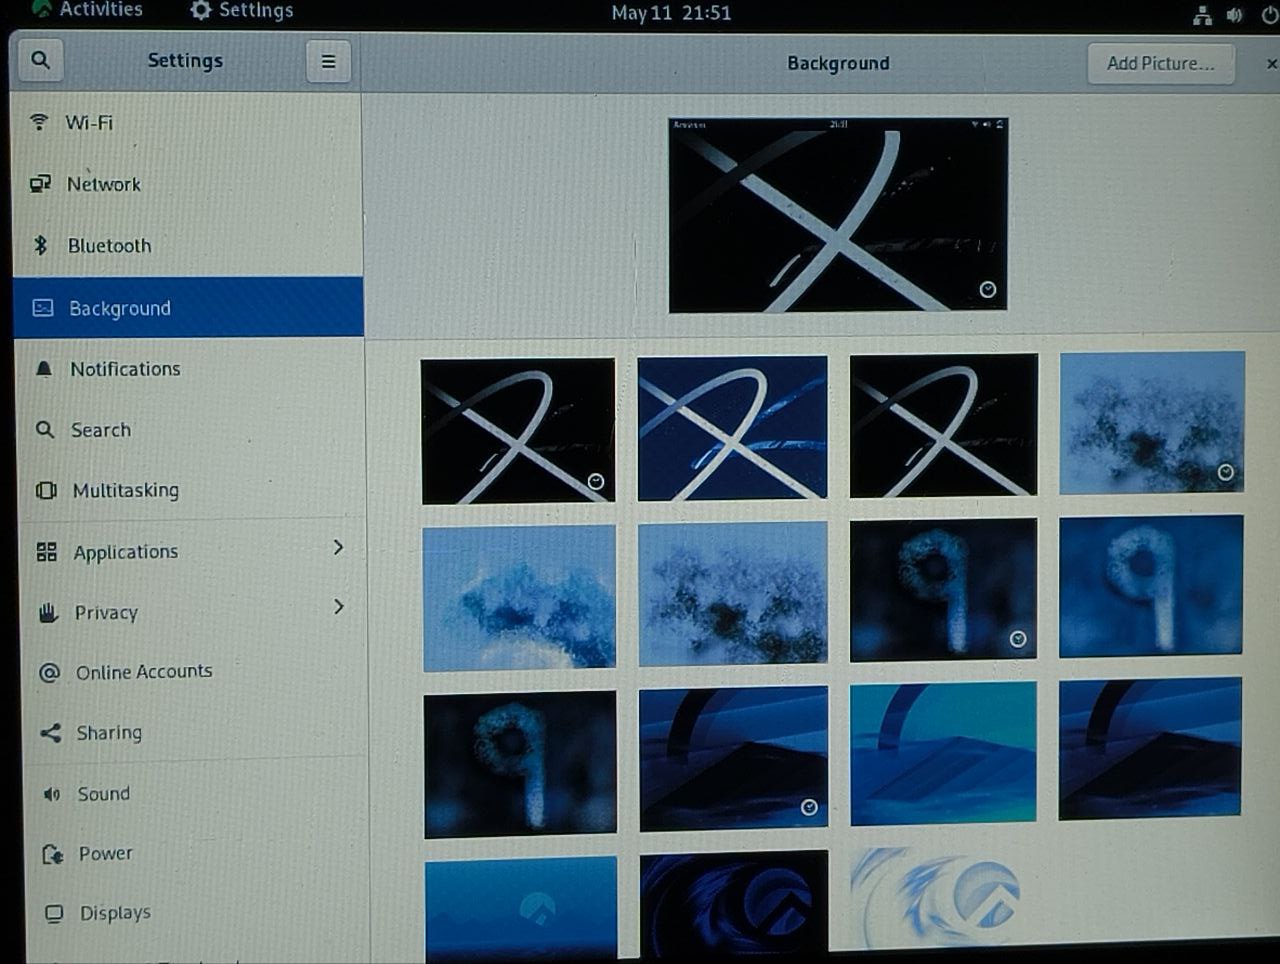 Activities Settings May 11 21:51
Settings Background Add Picture...
Wi-Fi
Network
Bluetooth
Background
Notifications
Search
Multitasking
Applications
Privacy
Online Accounts
Sharing
Sound
Power
Displays